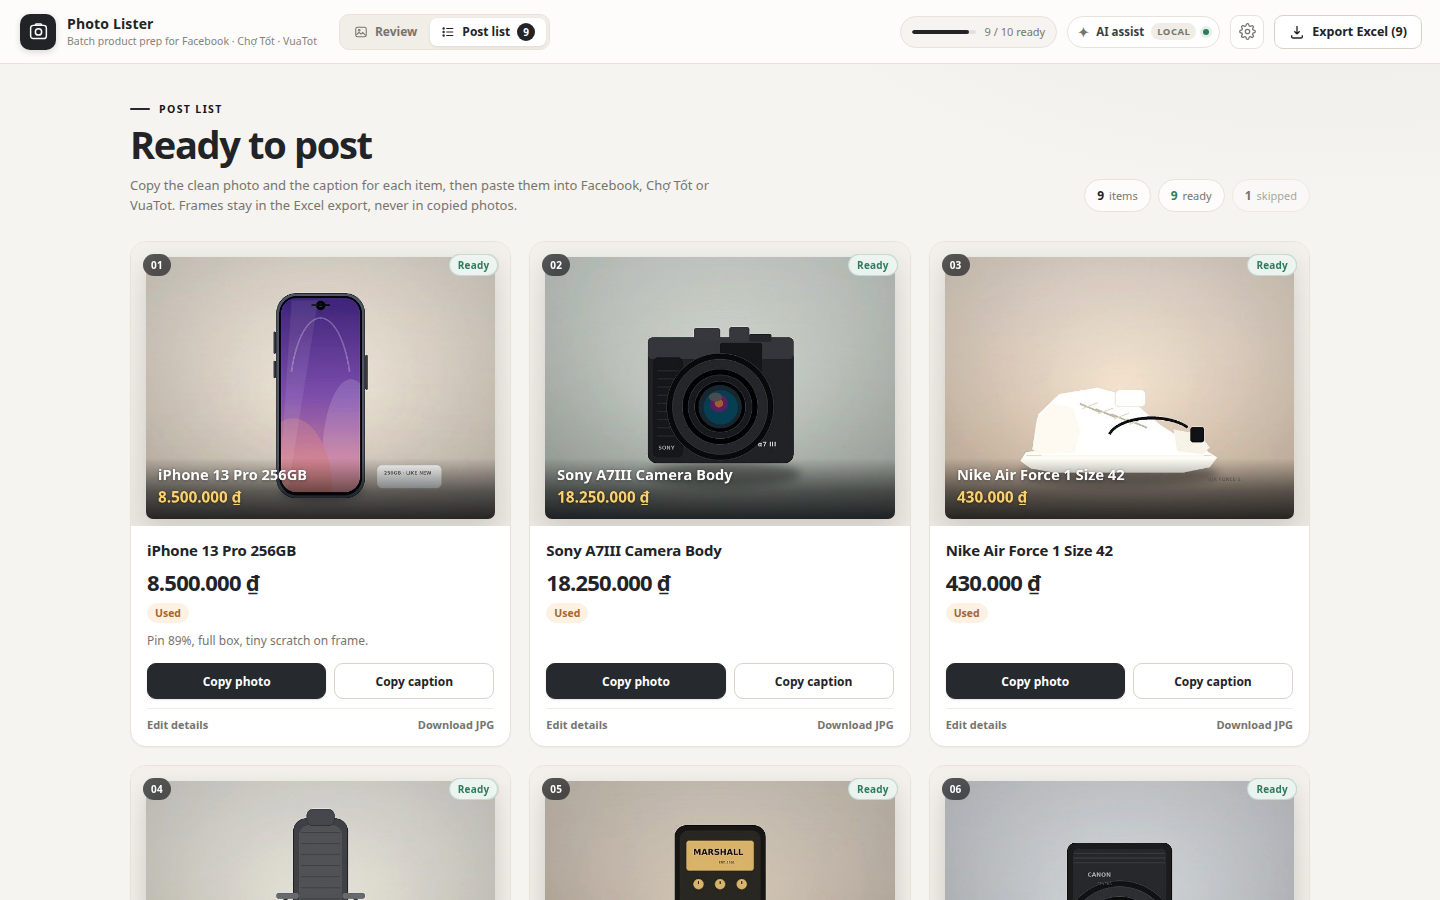 Photo Lister
Batch product prep for Facebook · Chợ Tốt · VuaTot
Review
Post list 9
9 / 10 ready
AI assist LOCAL
Export Excel (9)
POST LIST
Ready to post
Copy the clean photo and the caption for each item, then paste them into Facebook, Chợ Tốt or
VuaTot. Frames stay in the Excel export, never in copied photos.
9 items
9 ready
1 skipped
01
Ready
256GB · LIKE NEW
iPhone 13 Pro 256GB
8.500.000 ₫
iPhone 13 Pro 256GB
8.500.000 ₫
Used
Pin 89%, full box, tiny scratch on frame.
Copy photo
Copy caption
Edit details
Download JPG
02
Ready
SONY
α7 III
Sony A7III Camera Body
18.250.000 ₫
Sony A7III Camera Body
18.250.000 ₫
Used
Copy photo
Copy caption
Edit details
Download JPG
03
Ready
Nike Air Force 1 Size 42
430.000 ₫
Nike Air Force 1 Size 42
430.000 ₫
Used
Copy photo
Copy caption
Edit details
Download JPG
04
Ready
05
Ready
MARSHALL
06
Ready
CANON